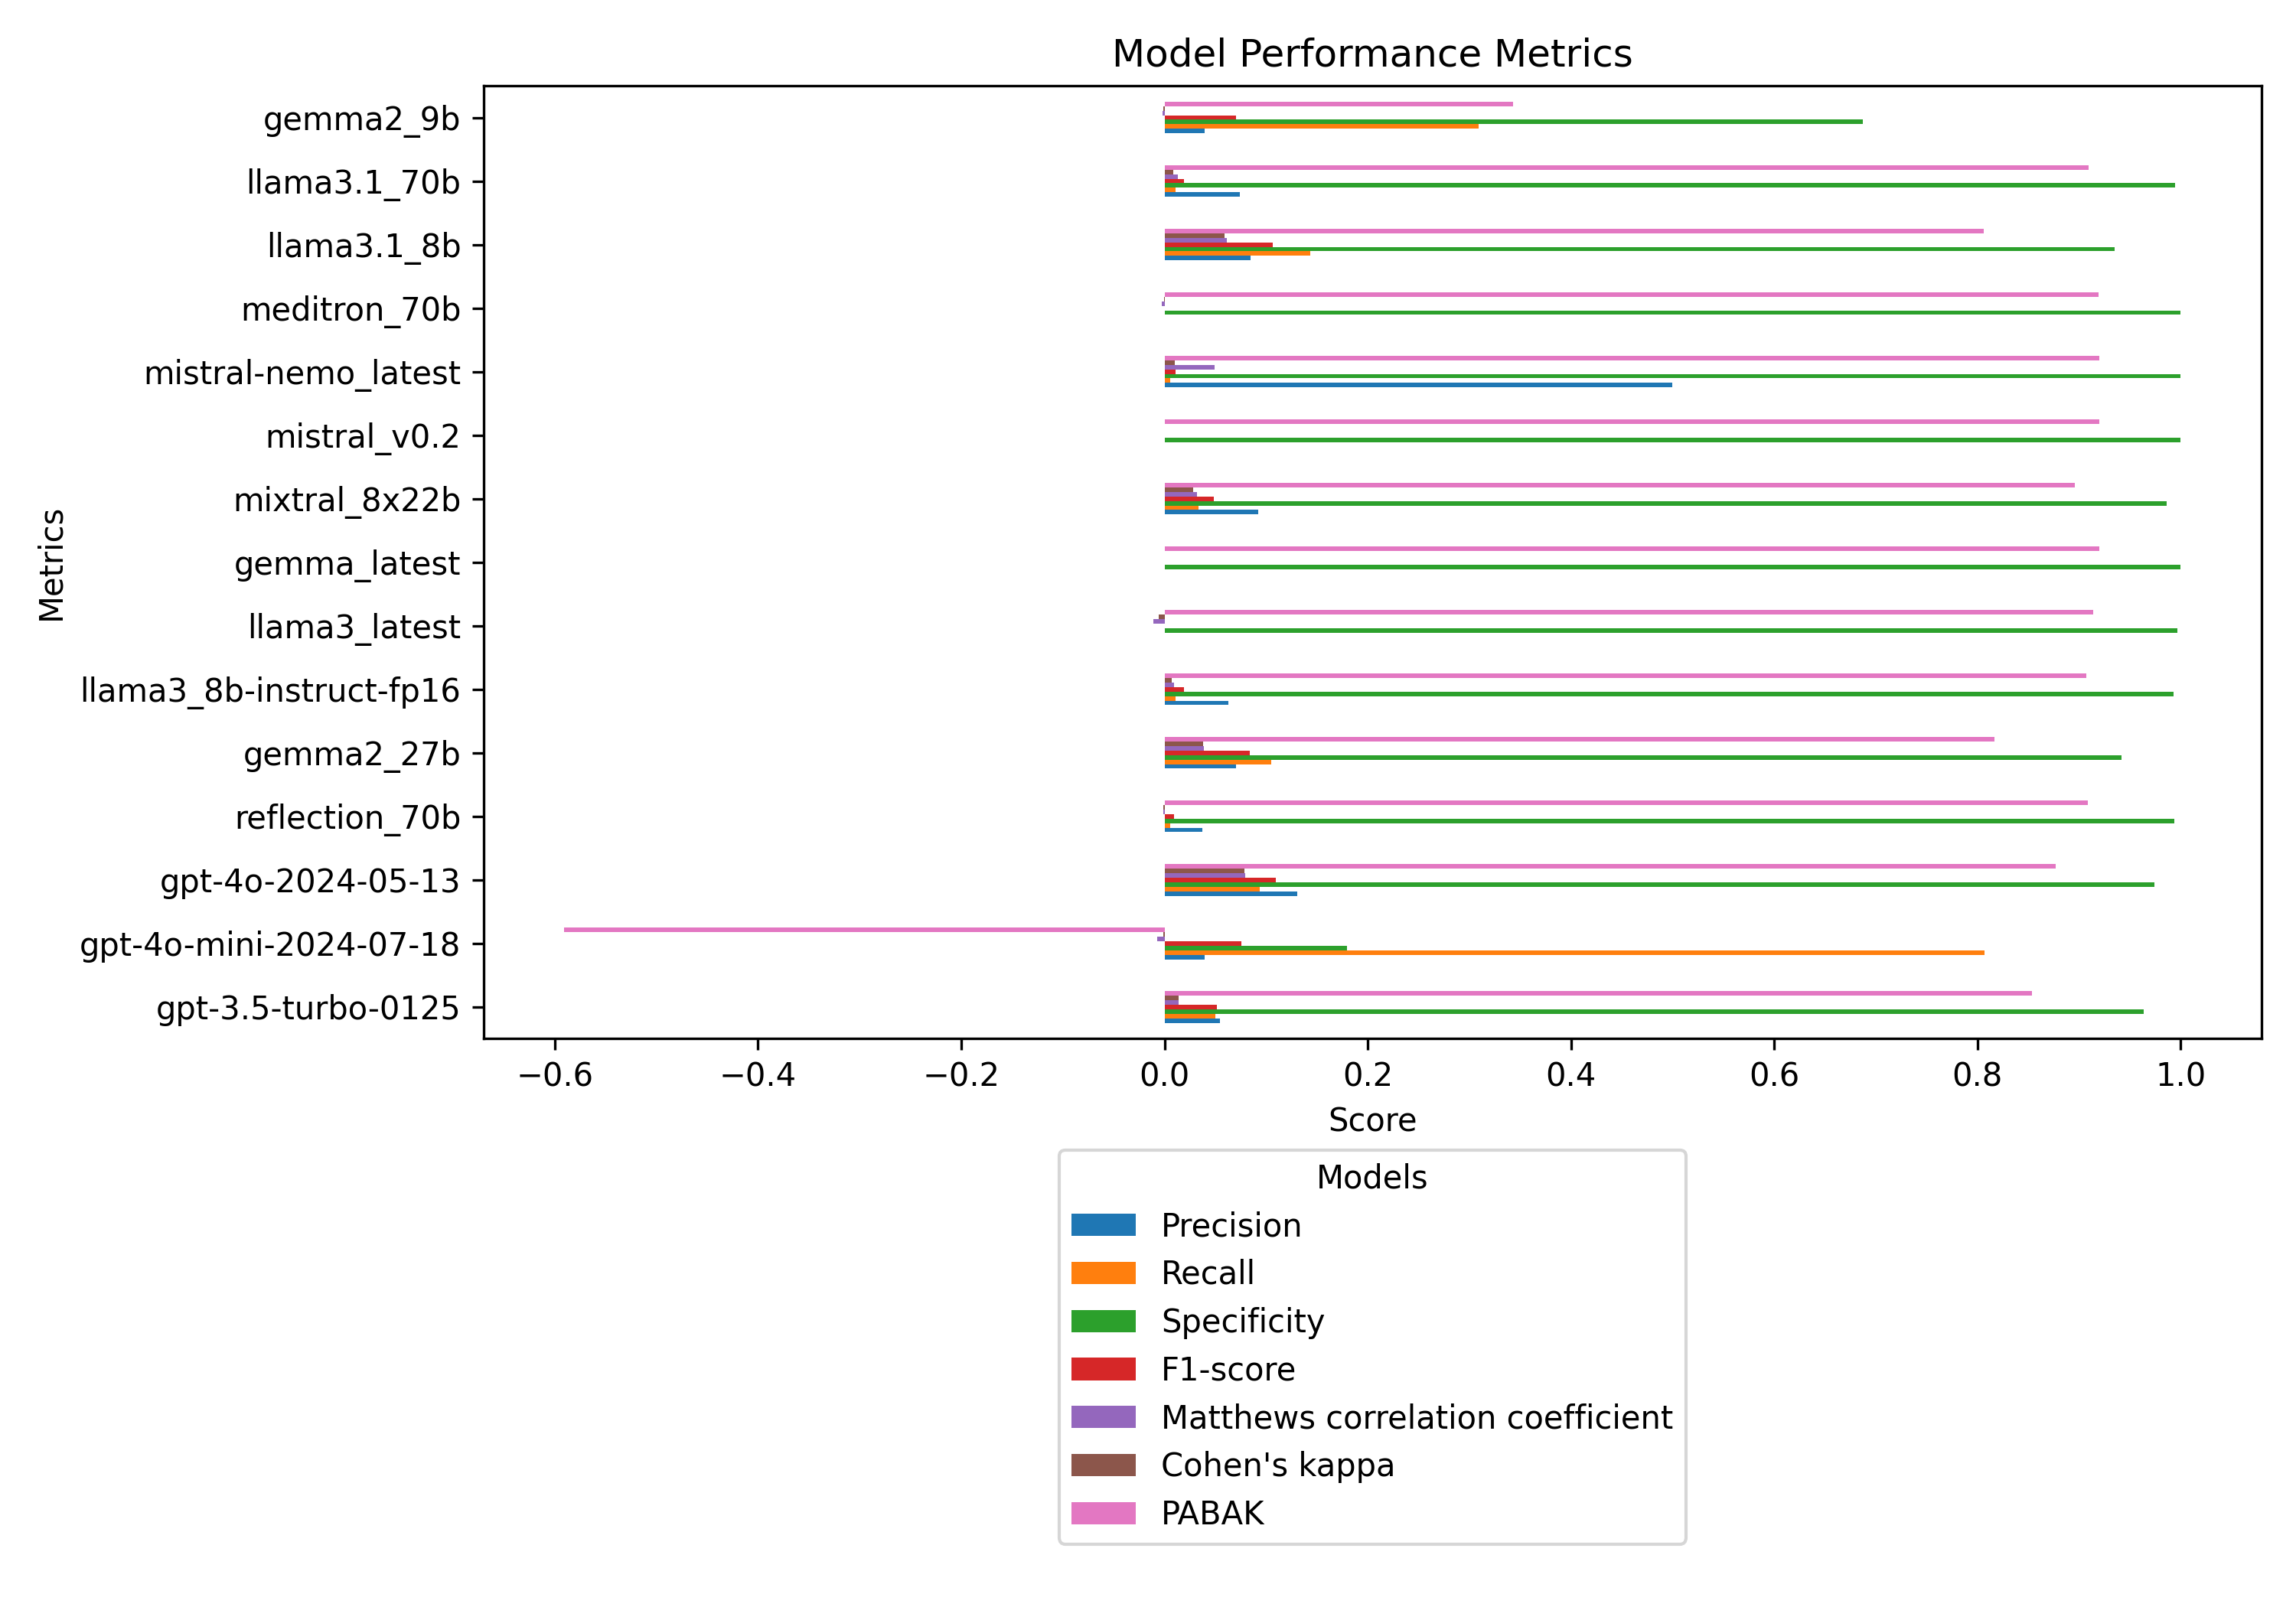 Model Performance Metrics
gemma2_9b
llama3.1_70b
llama3.1_8b
meditron_70b
mistral-nemo_latest
mistral_v0.2
mixtral_8x22b
gemma_latest
llama3_latest
llama3_8b-instruct-fp16
gemma2_27b
reflection_70b
gpt-4o-2024-05-13
gpt-4o-mini-2024-07-18
gpt-3.5-turbo-0125
Metrics
−0.6 −0.4 −0.2 0.0 0.2 0.4 0.6 0.8 1.0
Score
Models
Precision
Recall
Specificity
F1-score
Matthews correlation coefficient
Cohen's kappa
PABAK